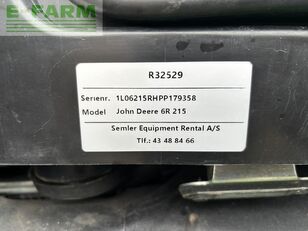 E-FARM
R32529
Serienr. 1L06215RHPP179358
Model John Deere 6R 215
Semler Equipment Rental A/S
Tlf.: 43 48 84 66